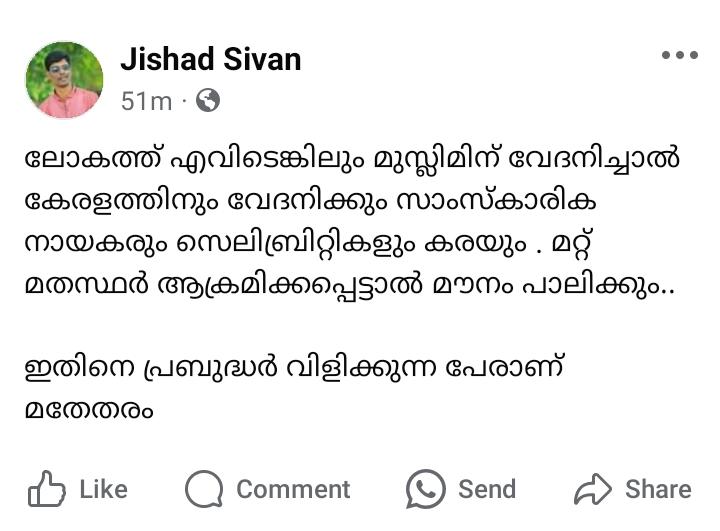 Jishad Sivan
51m ·
ലോകത്ത് എവിടെങ്കിലും മുസ്ലിമിന് വേദനിച്ചാൽ
കേരളത്തിനും വേദനിക്കും സാംസ്കാരിക
നായകരും സെലിബ്രിറ്റികളും കരയും . മറ്റ്
മതസ്ഥർ ആക്രമിക്കപ്പെട്ടാൽ മൗനം പാലിക്കും..
ഇതിനെ പ്രബുദ്ധർ വിളിക്കുന്ന പേരാണ്
മതേതരം
Like Comment Send Share